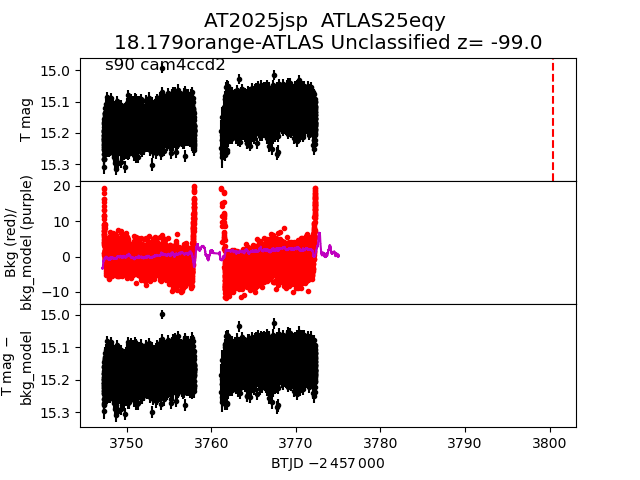 AT2025jsp  ATLAS25eqy
18.179orange-ATLAS Unclassified z= -99.0
s90 cam4ccd2
T mag
15.0
15.1
15.2
15.3
Bkg (red)/
bkg_model (purple)
20
10
0
−10
T mag −
bkg_model
15.0
15.1
15.2
15.3
3750 3760 3770 3780 3790 3800
BTJD −2 457 000